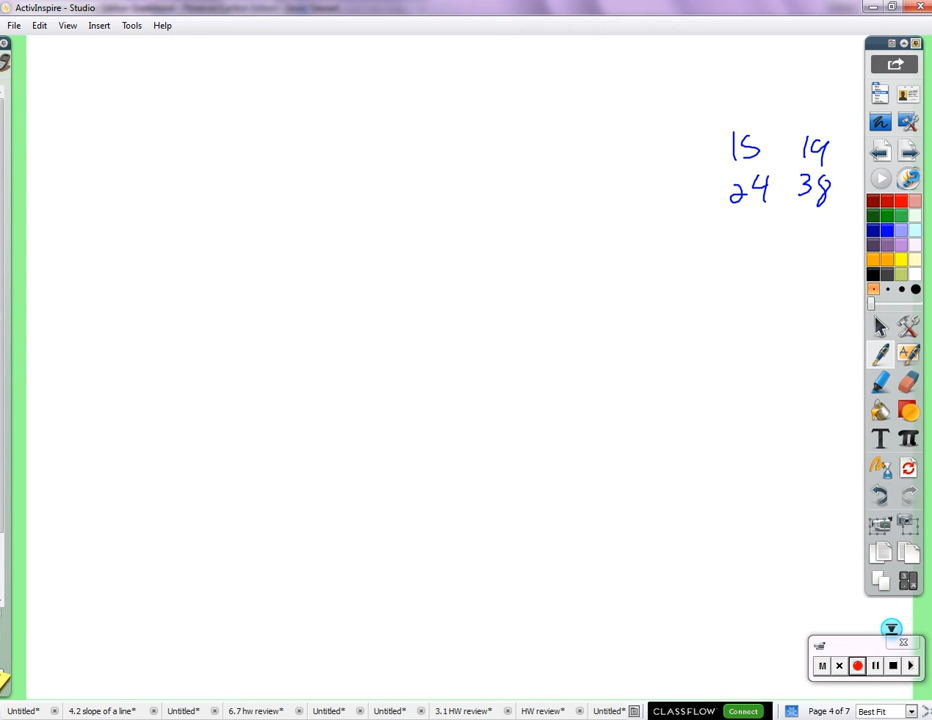 ActivInspire - Studio
File Edit View Insert Tools Help
15 19
24 38
M
Untitled* 4.2 slope of a line* Untitled* 6.7 hw review* Untitled* Untitled* 3.1 HW review* HW review* Untitled* CLASSFLOW Connect Page 4 of 7 Best Fit